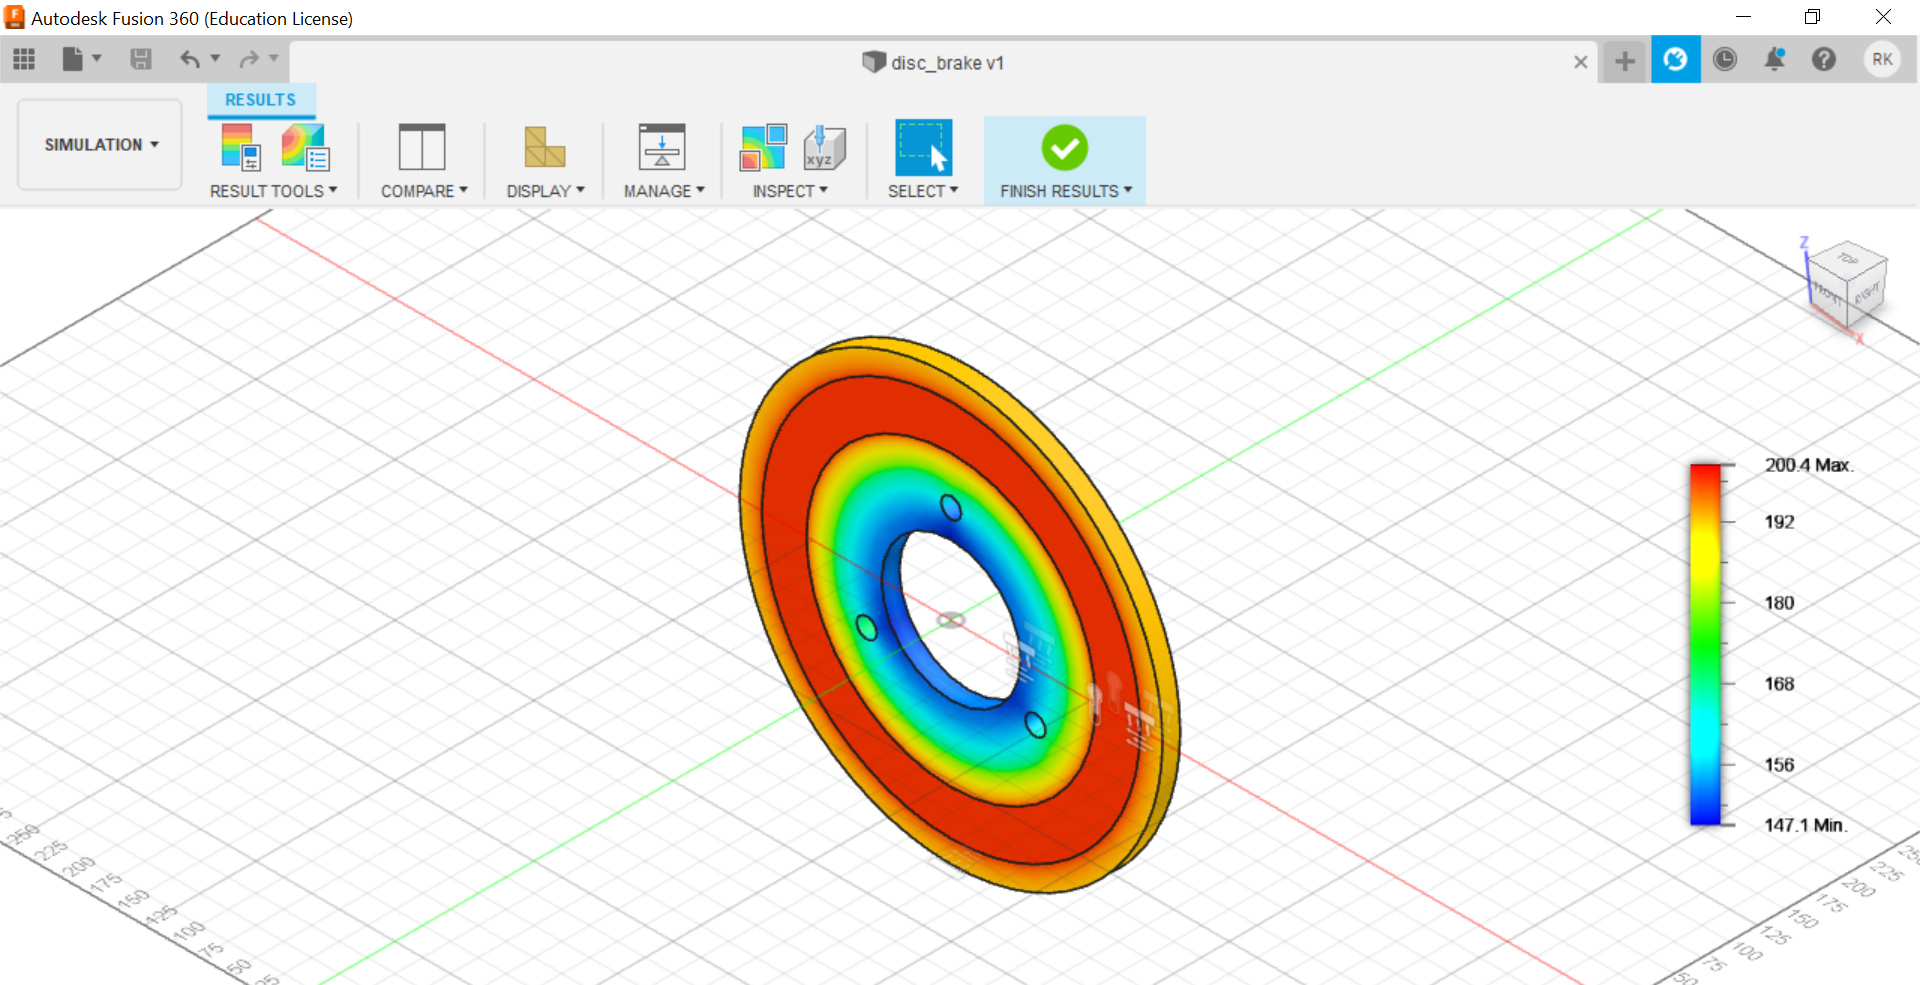 Autodesk Fusion 360 (Education License)
disc_brake v1
RK
RESULTS
SIMULATION
RESULT TOOLS
COMPARE
DISPLAY
MANAGE
xyz
INSPECT
SELECT
FINISH RESULTS
Z
TOP
FRONT
RIGHT
X
200.4 Max.
192
180
168
156
147.1 Min.
250
225
200
175
150
125
100
75
50
25
250
225
200
175
150
125
100
75
50